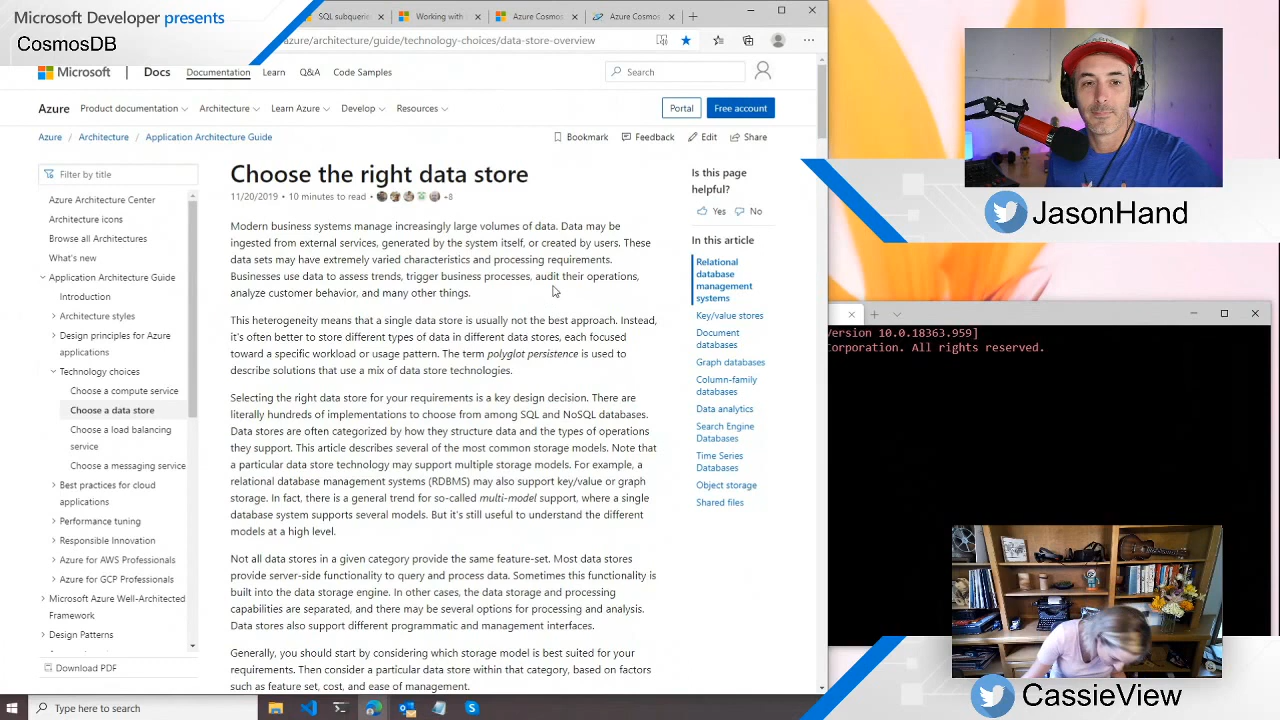 Microsoft Developer presents
CosmosDB
SQL subquerie
Working with
Azure Cosmos
Azure Cosmo
azure/architecture/guide/technology-choices/data-store-overview
Microsoft
Docs
Documentation
Learn
Q&A
Code Samples
Search
Azure
Product documentation
Architecture
Learn Azure
Develop
Resources
Portal
Free account
Azure / Architecture / Application Architecture Guide
Bookmark
Feedback
Edit
Share
Filter by title
Azure Architecture Center
Architecture icons
Browse all Architectures
What's new
Application Architecture Guide
Introduction
Architecture styles
Design principles for Azure
applications
Technology choices
Choose a compute service
Choose a data store
Choose a load balancing
service
Choose a messaging service
Best practices for cloud
applications
Performance tuning
Responsible Innovation
Azure for AWS Professionals
Azure for GCP Professionals
Microsoft Azure Well-Architected
Framework
Design Patterns
Download PDF
Choose the right data store
11/20/2019 • 10 minutes to read •
+8
Modern business systems manage increasingly large volumes of data. Data may be
ingested from external services, generated by the system itself, or created by users. These
data sets may have extremely varied characteristics and processing requirements.
Businesses use data to assess trends, trigger business processes, audit their operations,
analyze customer behavior, and many other things.
This heterogeneity means that a single data store is usually not the best approach. Instead,
it's often better to store different types of data in different data stores, each focused
toward a specific workload or usage pattern. The term polyglot persistence is used to
describe solutions that use a mix of data store technologies.
Selecting the right data store for your requirements is a key design decision. There are
literally hundreds of implementations to choose from among SQL and NoSQL databases.
Data stores are often categorized by how they structure data and the types of operations
they support. This article describes several of the most common storage models. Note that
a particular data store technology may support multiple storage models. For example, a
relational database management systems (RDBMS) may also support key/value or graph
storage. In fact, there is a general trend for so-called multi-model support, where a single
database system supports several models. But it's still useful to understand the different
models at a high level.
Not all data stores in a given category provide the same feature-set. Most data stores
provide server-side functionality to query and process data. Sometimes this functionality is
built into the data storage engine. In other cases, the data storage and processing
capabilities are separated, and there may be several options for processing and analysis.
Data stores also support different programmatic and management interfaces.
Generally, you should start by considering which storage model is best suited for your
requirements. Then consider a particular data store within that category, based on factors
such as feature set, cost, and ease of management.
Is this page
helpful?
Yes
No
In this article
Relational
database
management
systems
Key/value stores
Document
databases
Graph databases
Column-family
databases
Data analytics
Search Engine
Databases
Time Series
Databases
Object storage
Shared files
JasonHand
Version 10.0.18363.959]
orporation. All rights reserved.
CassieView
Type here to search